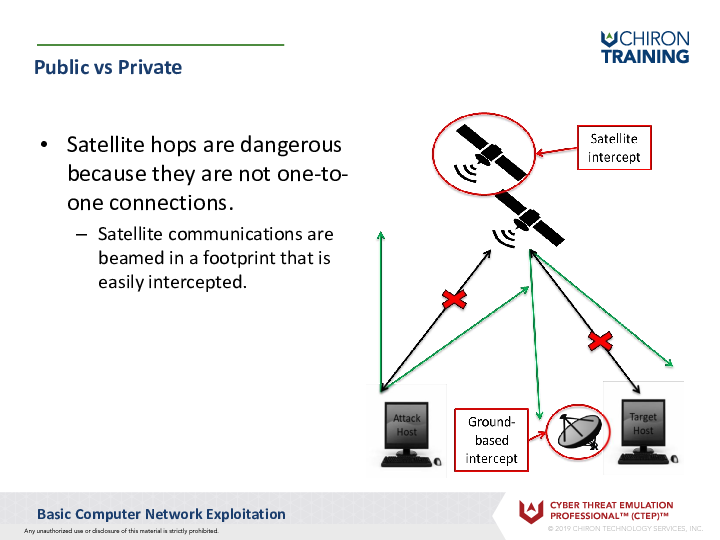 CHIRON
TRAINING
Public vs Private
• Satellite hops are dangerous
because they are not one-to-
one connections.
– Satellite communications are
beamed in a footprint that is
easily intercepted.
Satellite
intercept
Attack
Host
Ground-
based
intercept
Target
Host
Basic Computer Network Exploitation
Any unauthorized use or disclosure of this material is strictly prohibited.
CYBER THREAT EMULATION
PROFESSIONAL™ (CTEP)™
© 2019 CHIRON TECHNOLOGY SERVICES, INC.